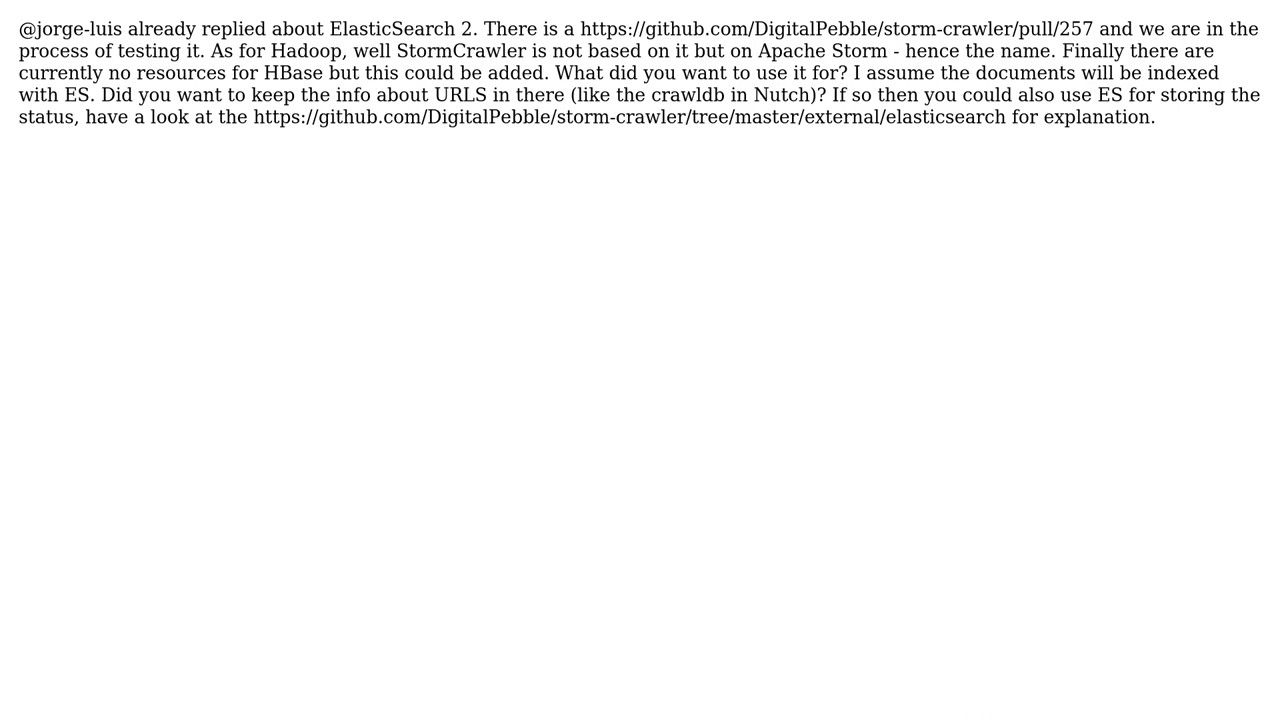 @jorge-luis already replied about ElasticSearch 2. There is a https://github.com/DigitalPebble/storm-crawler/pull/257 and we are in the
process of testing it. As for Hadoop, well StormCrawler is not based on it but on Apache Storm - hence the name. Finally there are
currently no resources for HBase but this could be added. What did you want to use it for? I assume the documents will be indexed
with ES. Did you want to keep the info about URLS in there (like the crawldb in Nutch)? If so then you could also use ES for storing the
status, have a look at the https://github.com/DigitalPebble/storm-crawler/tree/master/external/elasticsearch for explanation.